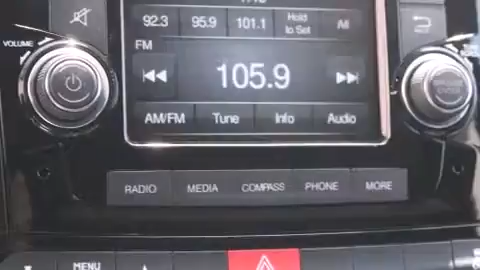 92.3 95.9 101.1 Hold to Set All
FM
VOLUME
105.9
AM/FM Tune Info Audio
RADIO MEDIA COMPASS PHONE MORE
MENU